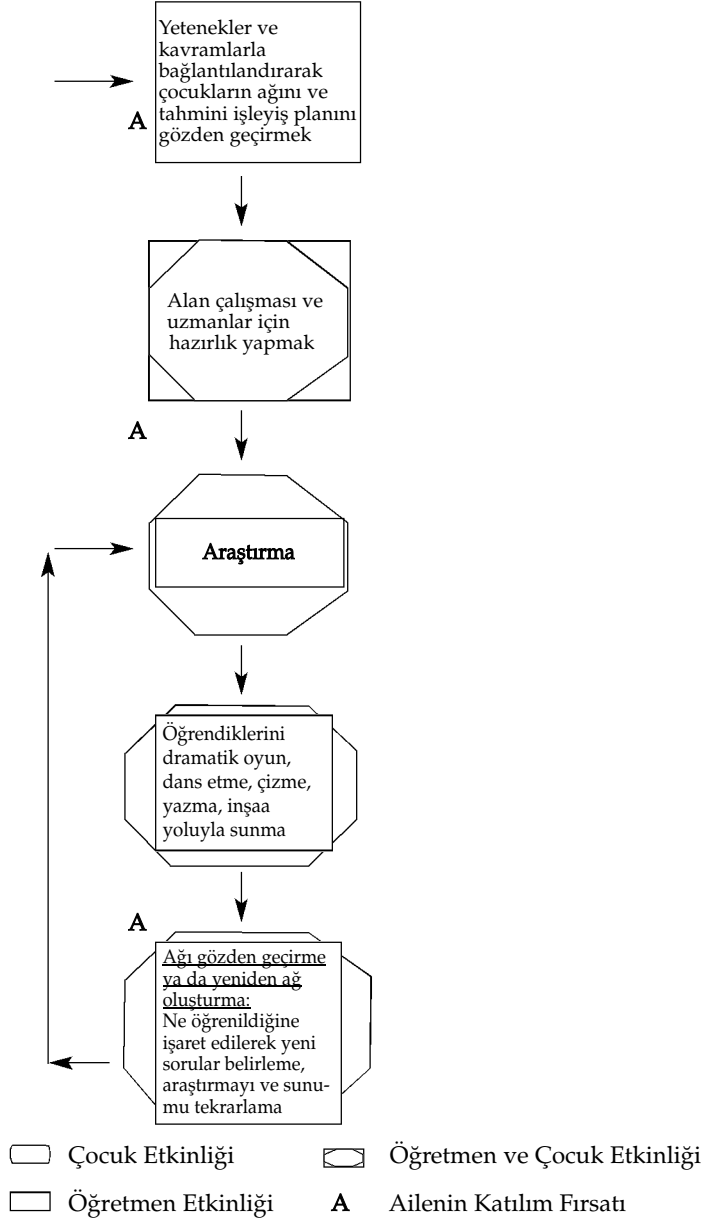 Yetenekler ve
kavramlarla
bağlantılandırarak
çocukların ağını ve
tahmini işleyiş planını
A
gözden geçirmek
Alan çalışması ve
uzmanlar için
hazırlık yapmak
A
Araştırma
Öğrendiklerini
dramatik oyun,
dans etme, çizme,
yazma, inşaa
yoluyla sunma
A
Ağı gözden geçirme
ya da yeniden ağ
oluşturma:
Ne öğrenildiğine
işaret edilerek yeni
sorular belirleme,
araştırmayı ve sunu-
mu tekrarlama
Çocuk Etkinliği
Öğretmen ve Çocuk Etkinliği
Öğretmen Etkinliği
A Ailenin Katılım Fırsatı